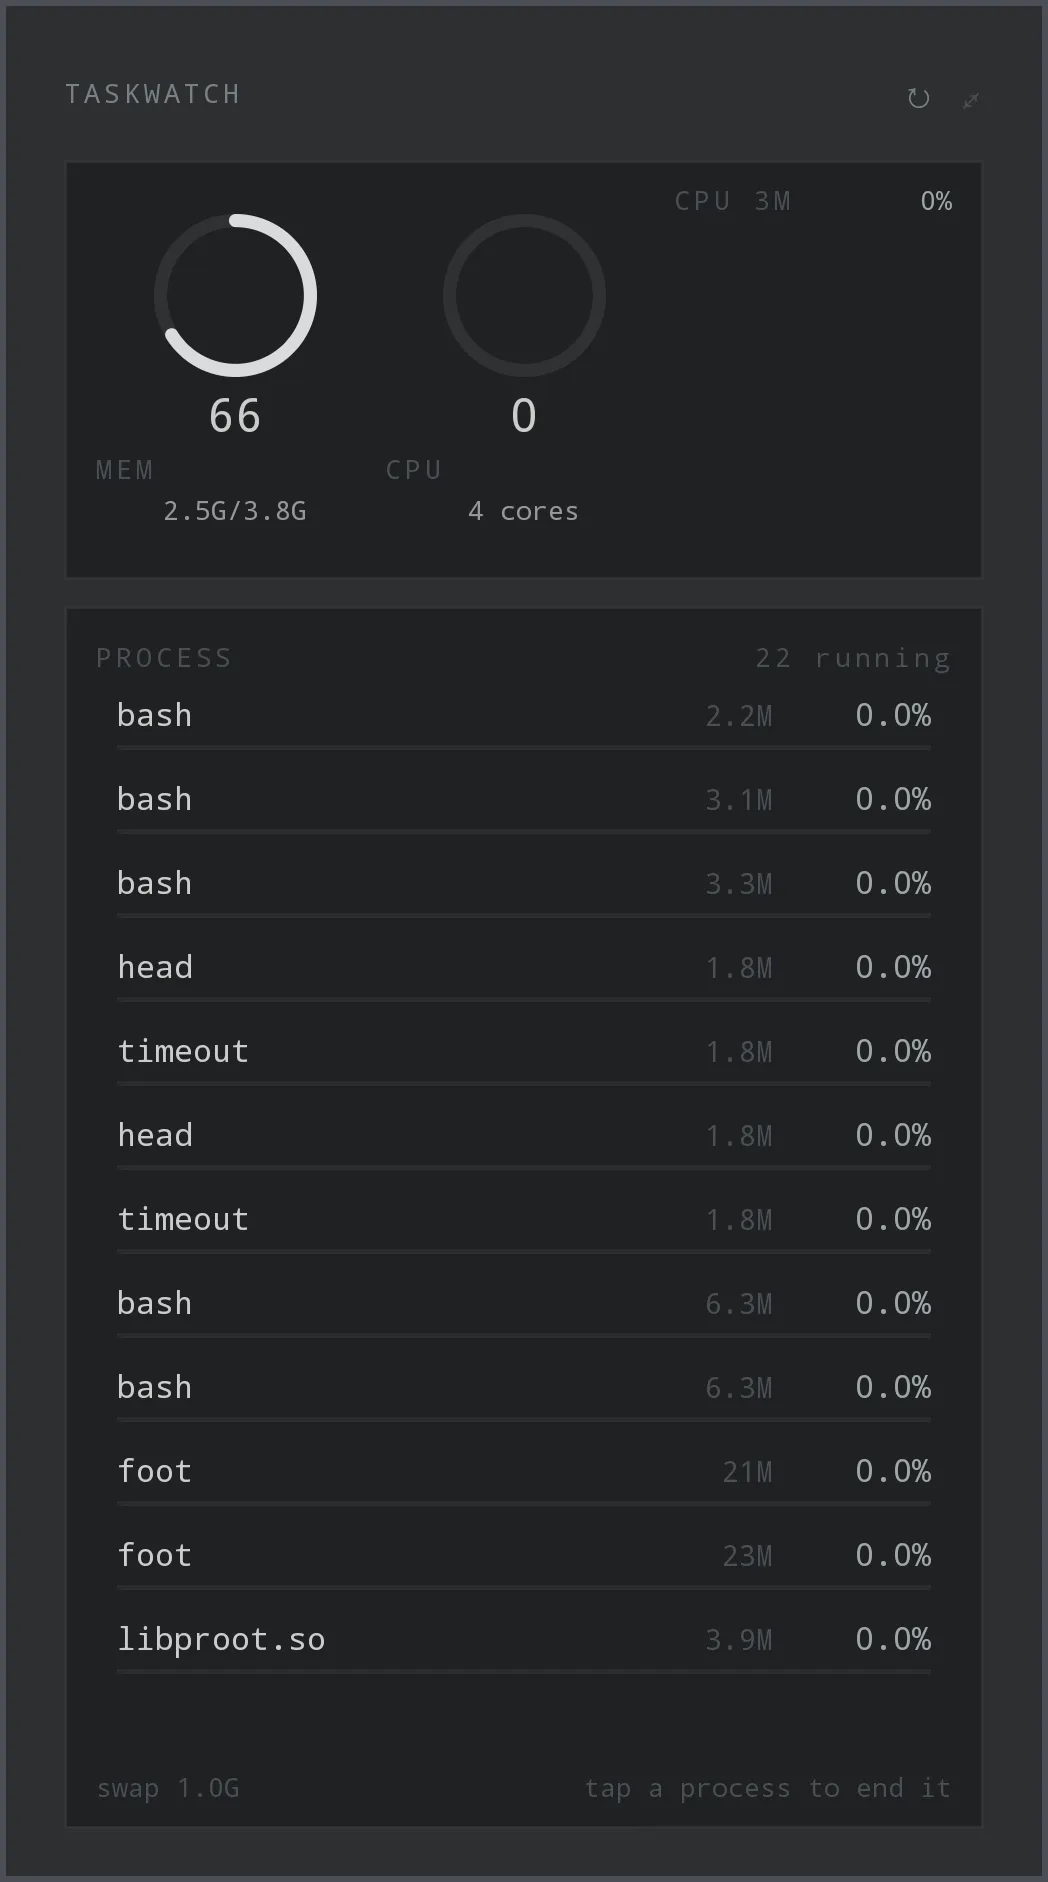 TASKWATCH
CPU 3M 0%
66 0
MEM CPU
2.5G/3.8G 4 cores
PROCESS 22 running
bash 2.2M 0.0%
bash 3.1M 0.0%
bash 3.3M 0.0%
head 1.8M 0.0%
timeout 1.8M 0.0%
head 1.8M 0.0%
timeout 1.8M 0.0%
bash 6.3M 0.0%
bash 6.3M 0.0%
foot 21M 0.0%
foot 23M 0.0%
libproot.so 3.9M 0.0%
swap 1.0G tap a process to end it